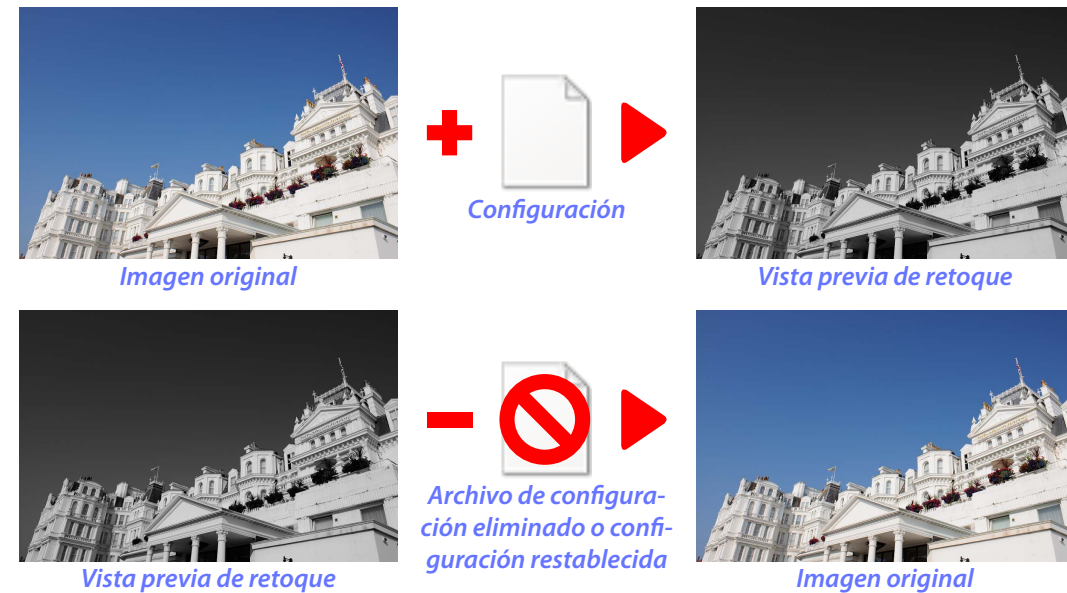 Configuración
Imagen original
Vista previa de retoque
Archivo de configura-
ción eliminado o confi-
guración restablecida
Vista previa de retoque
Imagen original